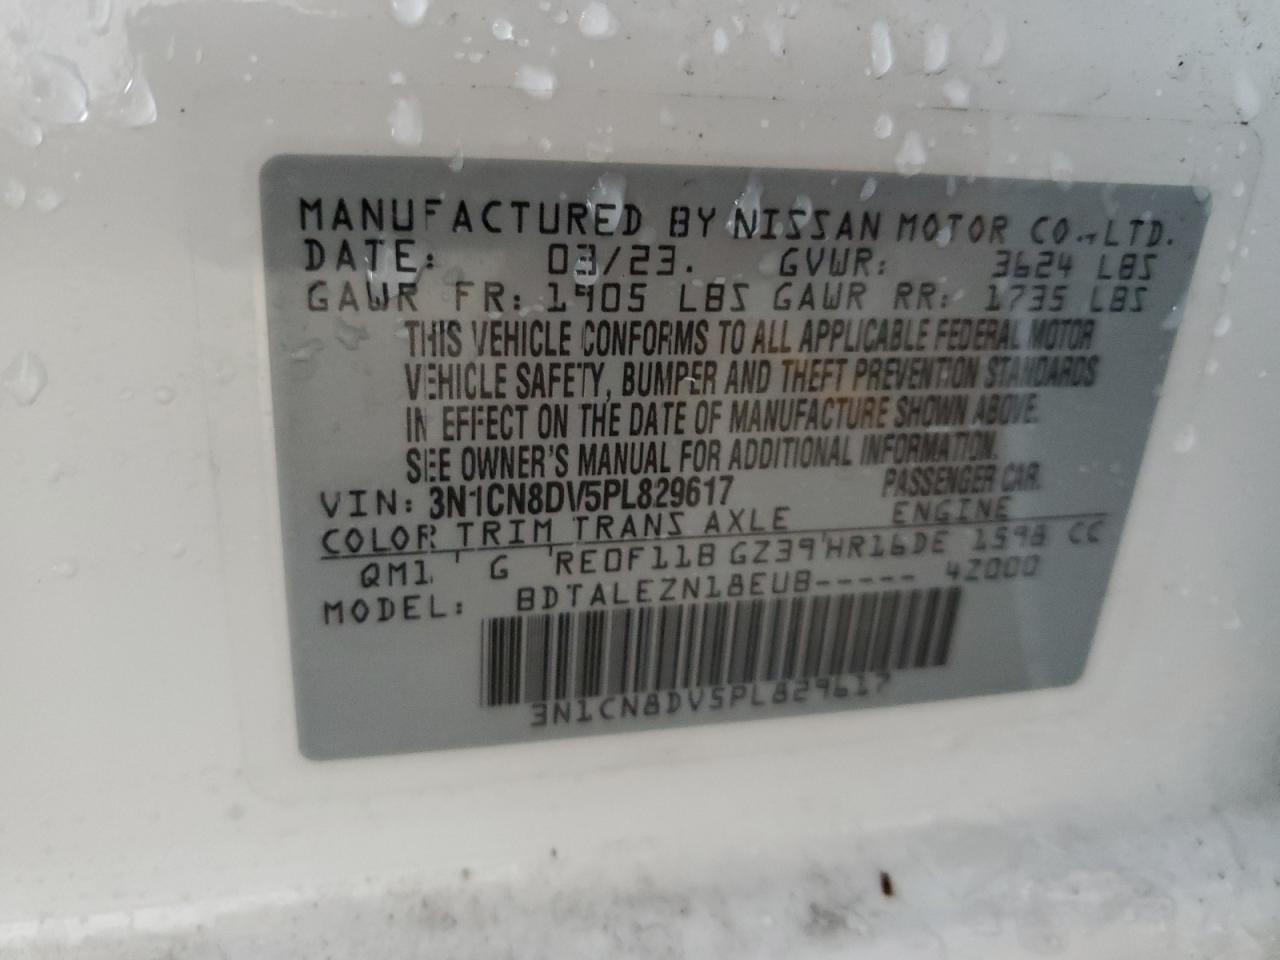 MANUFACTURED BY NISSAN MOTOR CO., LTD.
DATE: 03/23. GVWR: 3624 LBS
GAWR FR: 1905 LBS GAWR RR: 1735 LBS
THIS VEHICLE CONFORMS TO ALL APPLICABLE FEDERAL MOTOR
VEHICLE SAFETY, BUMPER AND THEFT PREVENTION STANDARDS
IN EFFECT ON THE DATE OF MANUFACTURE SHOWN ABOVE.
SEE OWNER'S MANUAL FOR ADDITIONAL INFORMATION.
VIN: 3N1CN8DV5PL829617 PASSENGER CAR.
COLOR TRIM TRANS AXLE ENGINE
QM1 ' G 'RE0F11B GZ39'HR16DE 1598 CC
MODEL: BDTALEZN18EUB----- 4Z000
3N1CN8DV5PL829617